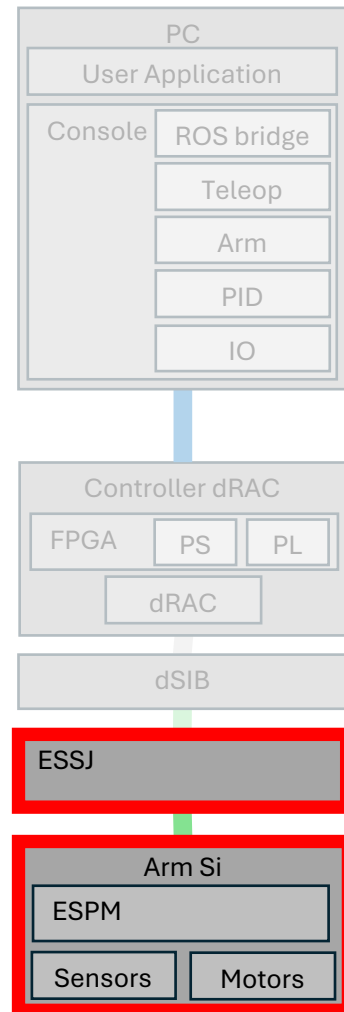 PC
User Application
Console
ROS bridge
Teleop
Arm
PID
IO
Controller dRAC
FPGA
PS
PL
dRAC
dSIB
ESSJ
Arm Si
ESPM
Sensors
Motors